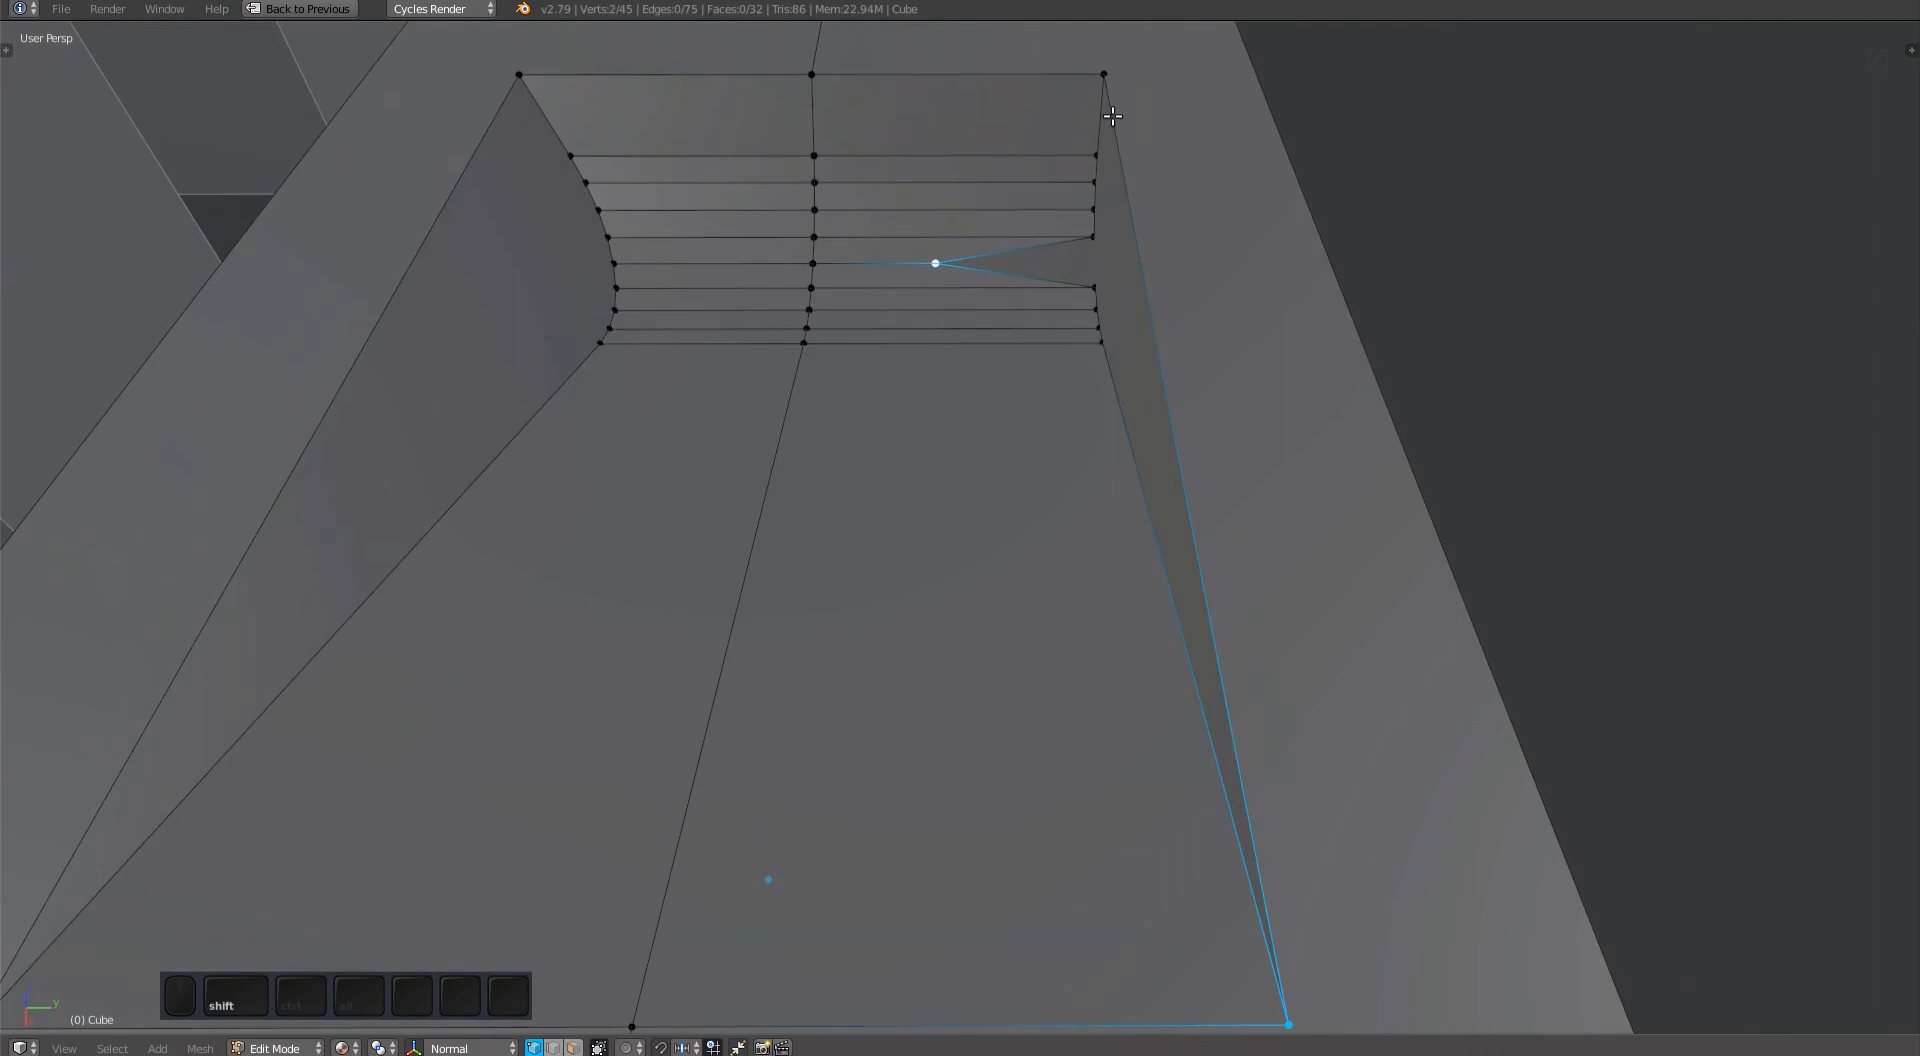 File Render Window Help Back to Previous Cycles Render v2.79 | Verts:2/45 | Edges:0/75 | Faces:0/32 | Tris:86 | Mem:22.94M | Cube
User Persp
shift ctrl alt
y
(0) Cube
View Select Add Mesh Edit Mode Normal